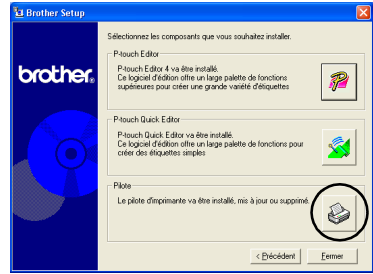 Brother Setup
Sélectionnez les composants que vous souhaitez installer.
brother®
P-touch Editor
P-touch Editor 4 va être installé.
Ce logiciel d'édition offre un large palette de fonctions
supérieures pour créer une grande variété d'étiquettes
P-touch Quick Editor
P-touch Quick Editor va être installé.
Ce logiciel d'édition offre un large palette de fonctions pour
créer des étiquettes simples
Pilote
Le pilote d'imprimante va être installé, mis à jour ou supprimé.
< Précédent
Fermer